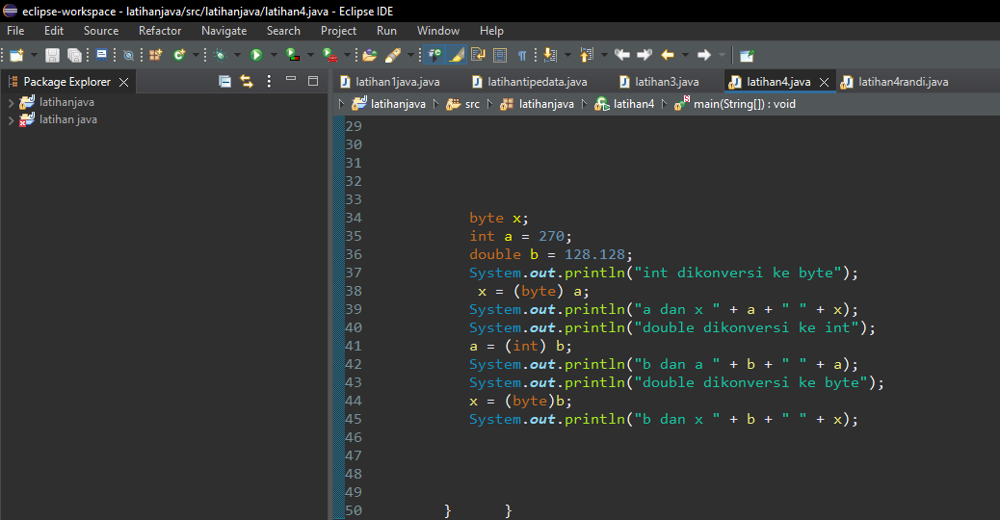 eclipse-workspace - latihanjava/src/latihanjava/latihan4.java - Eclipse IDE
File Edit Source Refactor Navigate Search Project Run Window Help
Package Explorer
latihanjava
latihan java
latihan1java.java latihantipedata.java latihan3.java latihan4.java latihan4randi.java
latihanjava src latihanjava latihan4 main(String[]) : void
29
30
31
32
33
34 byte x;
35 int a = 270;
36 double b = 128.128;
37 System.out.println("int dikonversi ke byte");
38 x = (byte) a;
39 System.out.println("a dan x " + a + " " + x);
40 System.out.println("double dikonversi ke int");
41 a = (int) b;
42 System.out.println("b dan a " + b + " " + a);
43 System.out.println("double dikonversi ke byte");
44 x = (byte)b;
45 System.out.println("b dan x " + b + " " + x);
46
47
48
49
50 } }